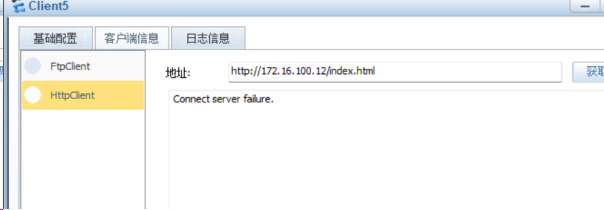 Client5
基础配置 客户端信息 日志信息
FtpClient
地址: http://172.16.100.12/index.html 获取
HttpClient
Connect server failure.